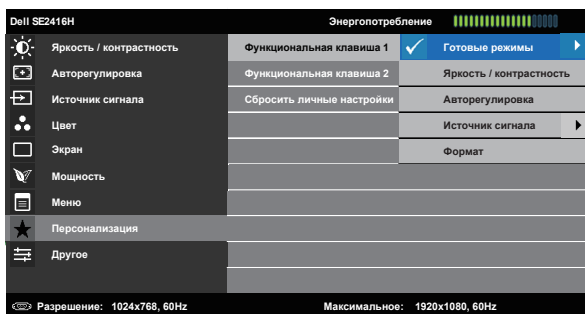 Dell SE2416H Энергопотребление
Яркость / контрастность Функциональная клавиша 1 Готовые режимы
Авторегулировка Функциональная клавиша 2 Яркость / контрастность
Источник сигнала Сбросить личные настройки Авторегулировка
Цвет Источник сигнала
Экран Формат
Мощность
Меню
Персонализация
Другое
Разрешение: 1024x768, 60Hz Максимальное: 1920x1080, 60Hz